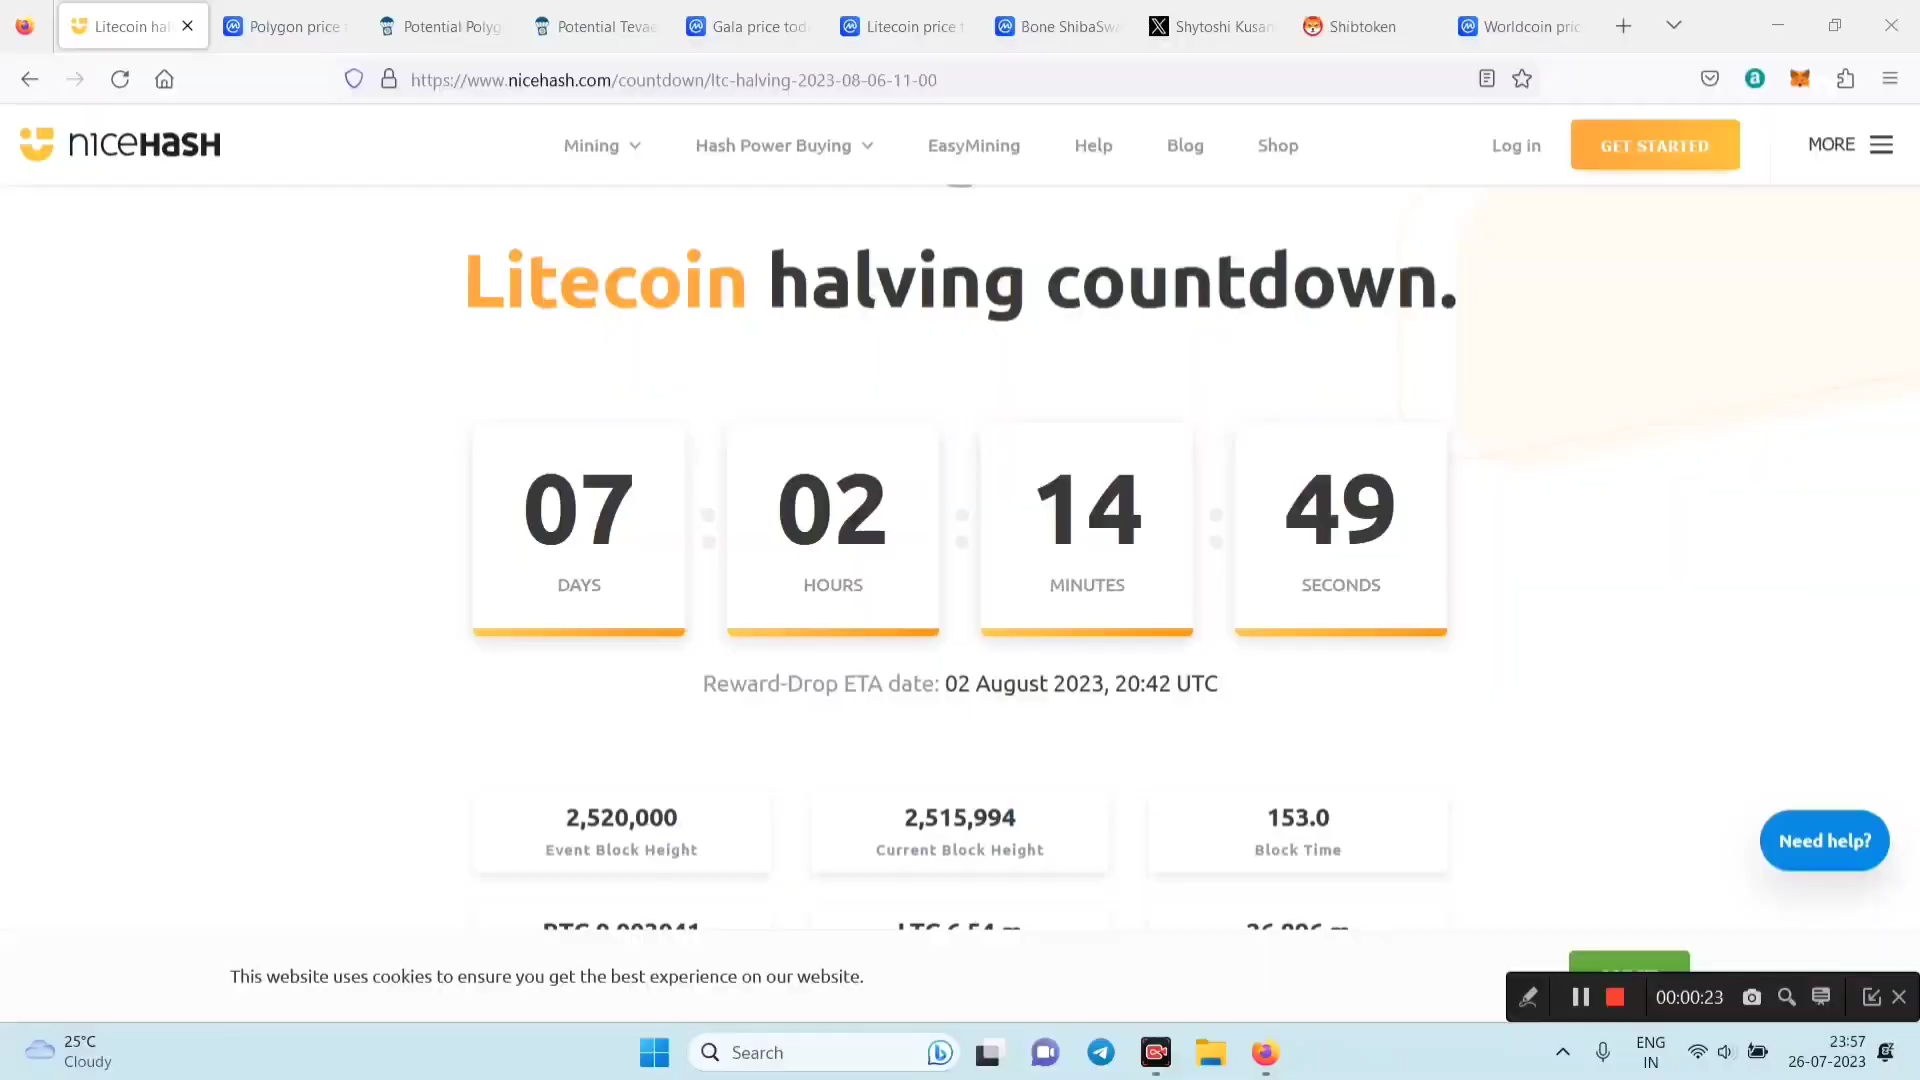 Litecoin hal
Polygon price
Potential Polyg
Potential Tevae
Gala price tod
Litecoin price
Bone ShibaSw
Shytoshi Kusan
Shibtoken
Worldcoin pric
https://www.nicehash.com/countdown/ltc-halving-2023-08-06-11-00
nicehash
Mining
Hash Power Buying
EasyMining
Help
Blog
Shop
Log in
GET STARTED
MORE
Litecoin halving countdown.
07 : 02 : 14 : 49
DAYS HOURS MINUTES SECONDS
Reward-Drop ETA date: 02 August 2023, 20:42 UTC
2,520,000 2,515,994 153.0
Event Block Height Current Block Height Block Time
Need help?
This website uses cookies to ensure you get the best experience on our website.
00:00:23
25°C
Cloudy
Search
ENG
IN
23:57
26-07-2023